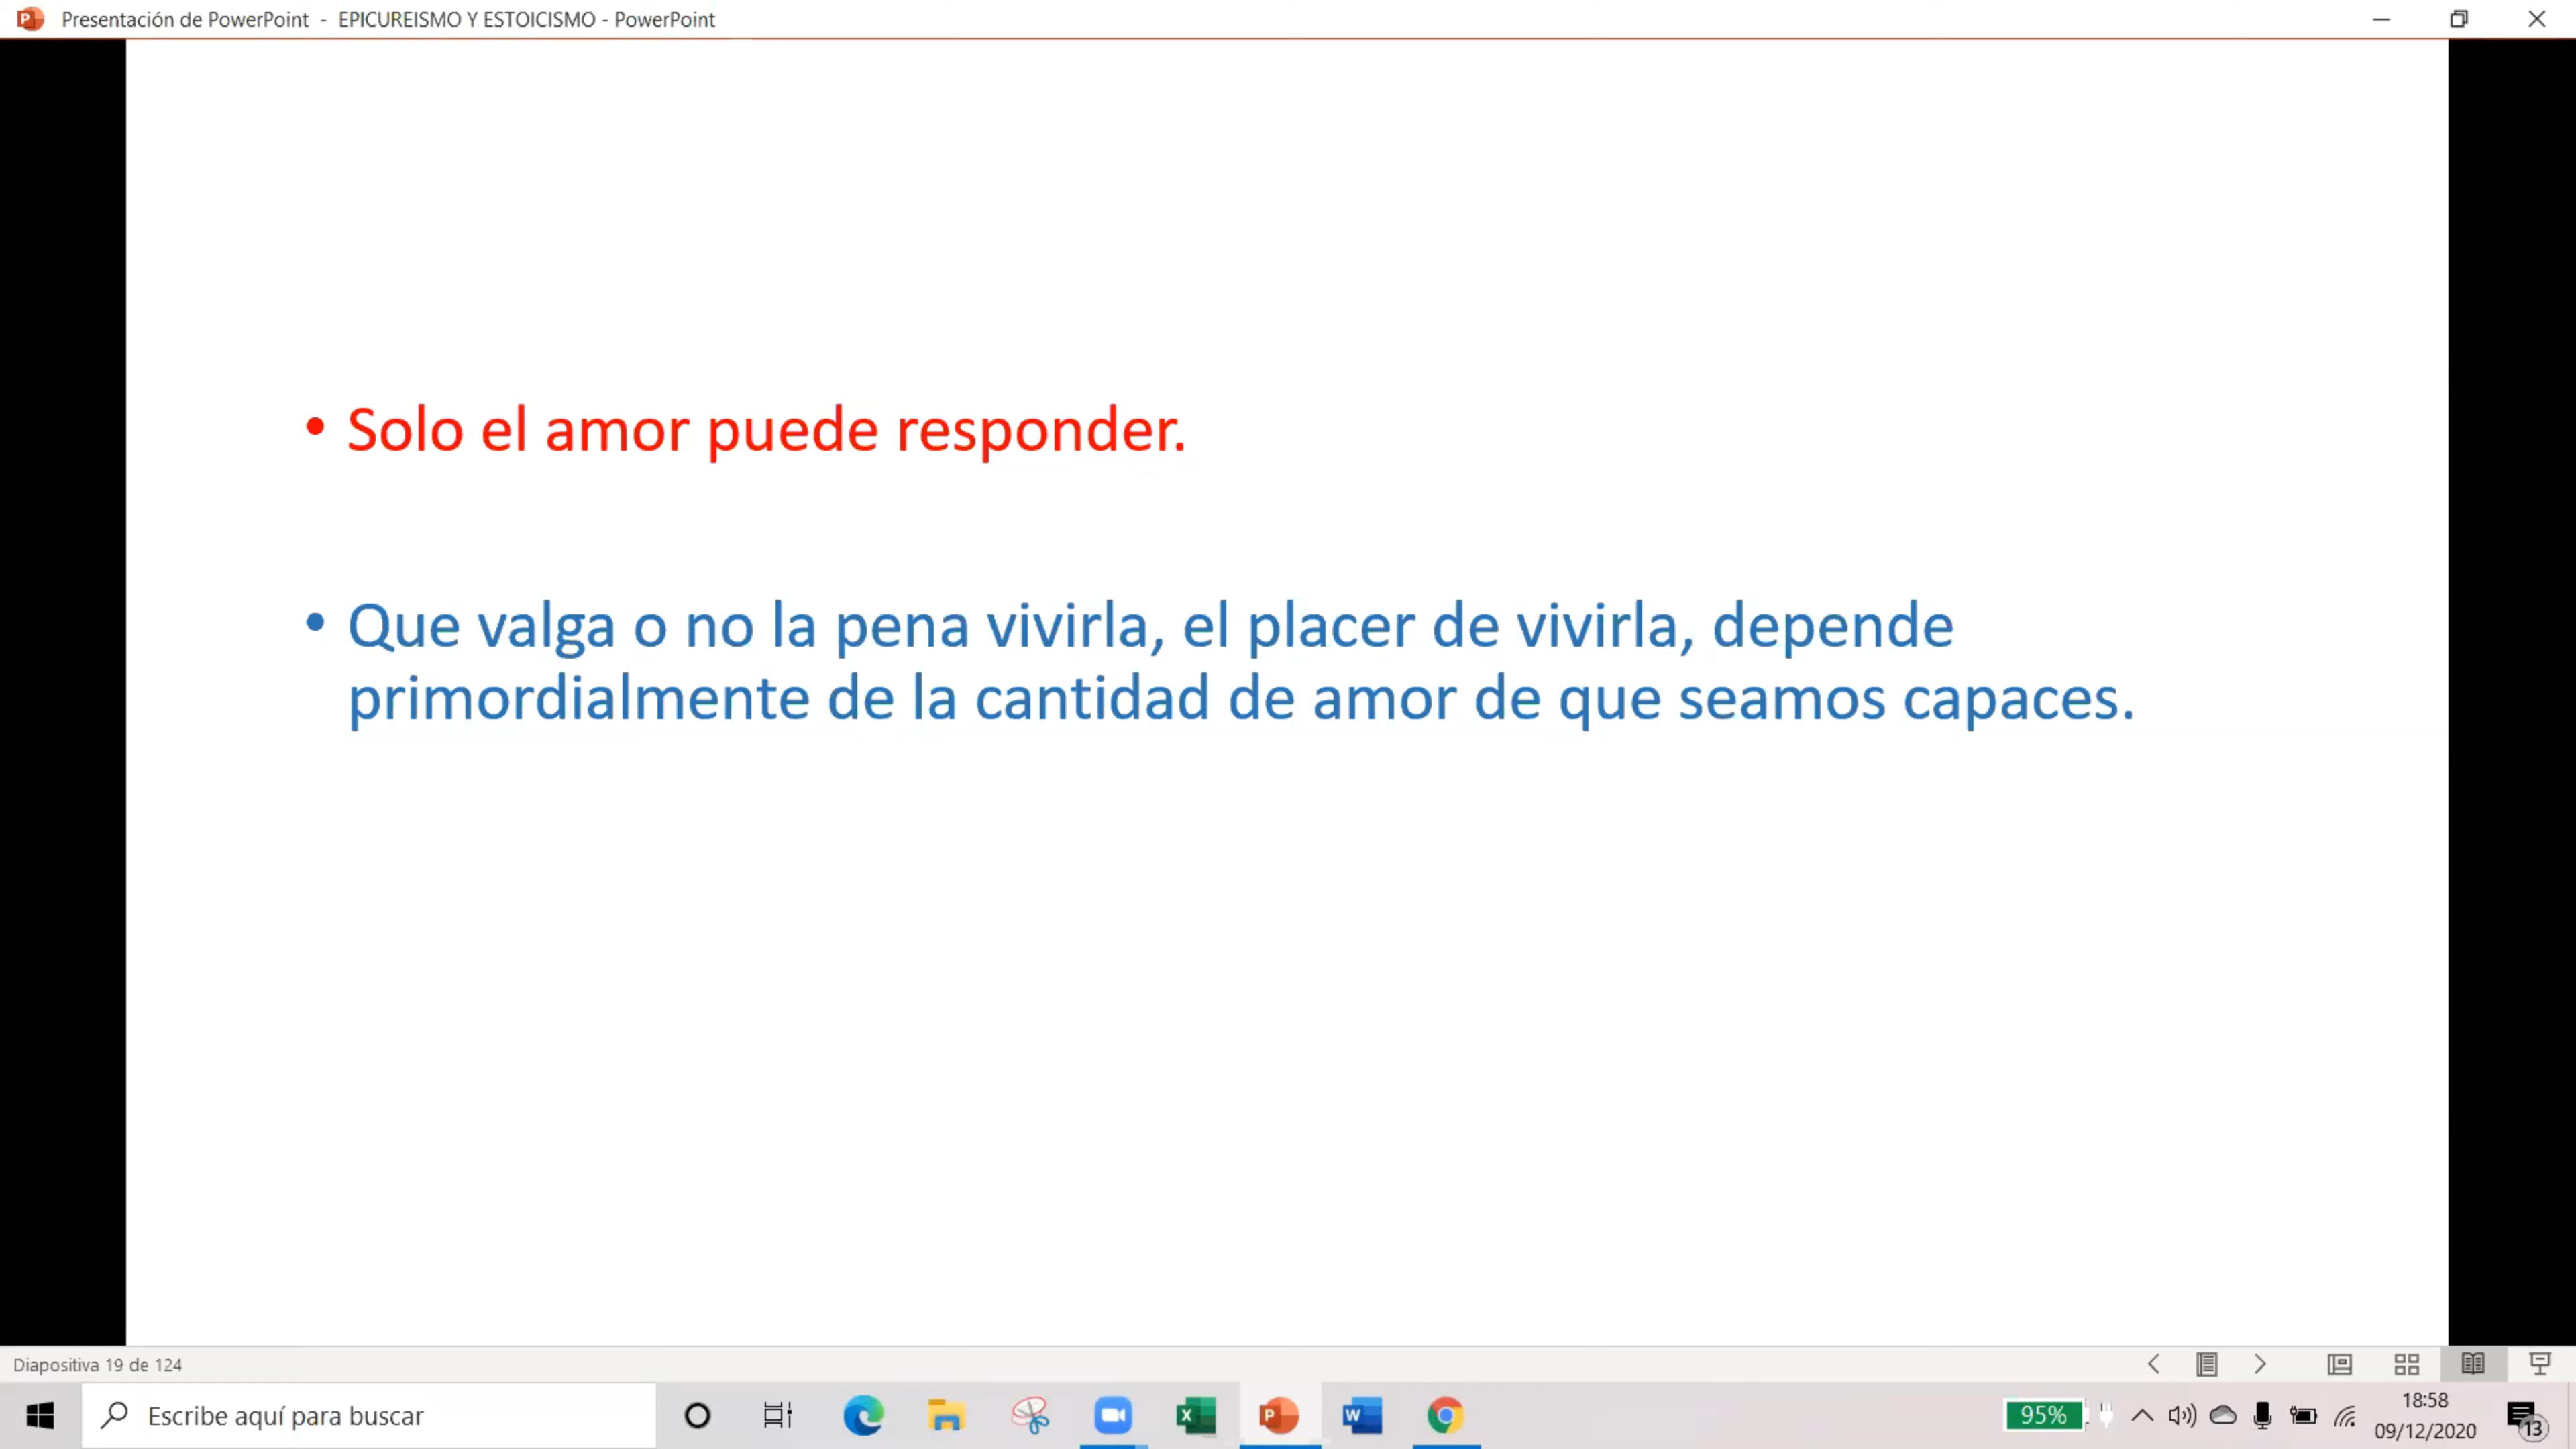 Presentación de PowerPoint - EPICUREISMO Y ESTOICISMO - PowerPoint
• Solo el amor puede responder.
• Que valga o no la pena vivirla, el placer de vivirla, depende
primordialmente de la cantidad de amor de que seamos capaces.
Diapositiva 19 de 124
Escribe aquí para buscar
95%
18:58
09/12/2020
13